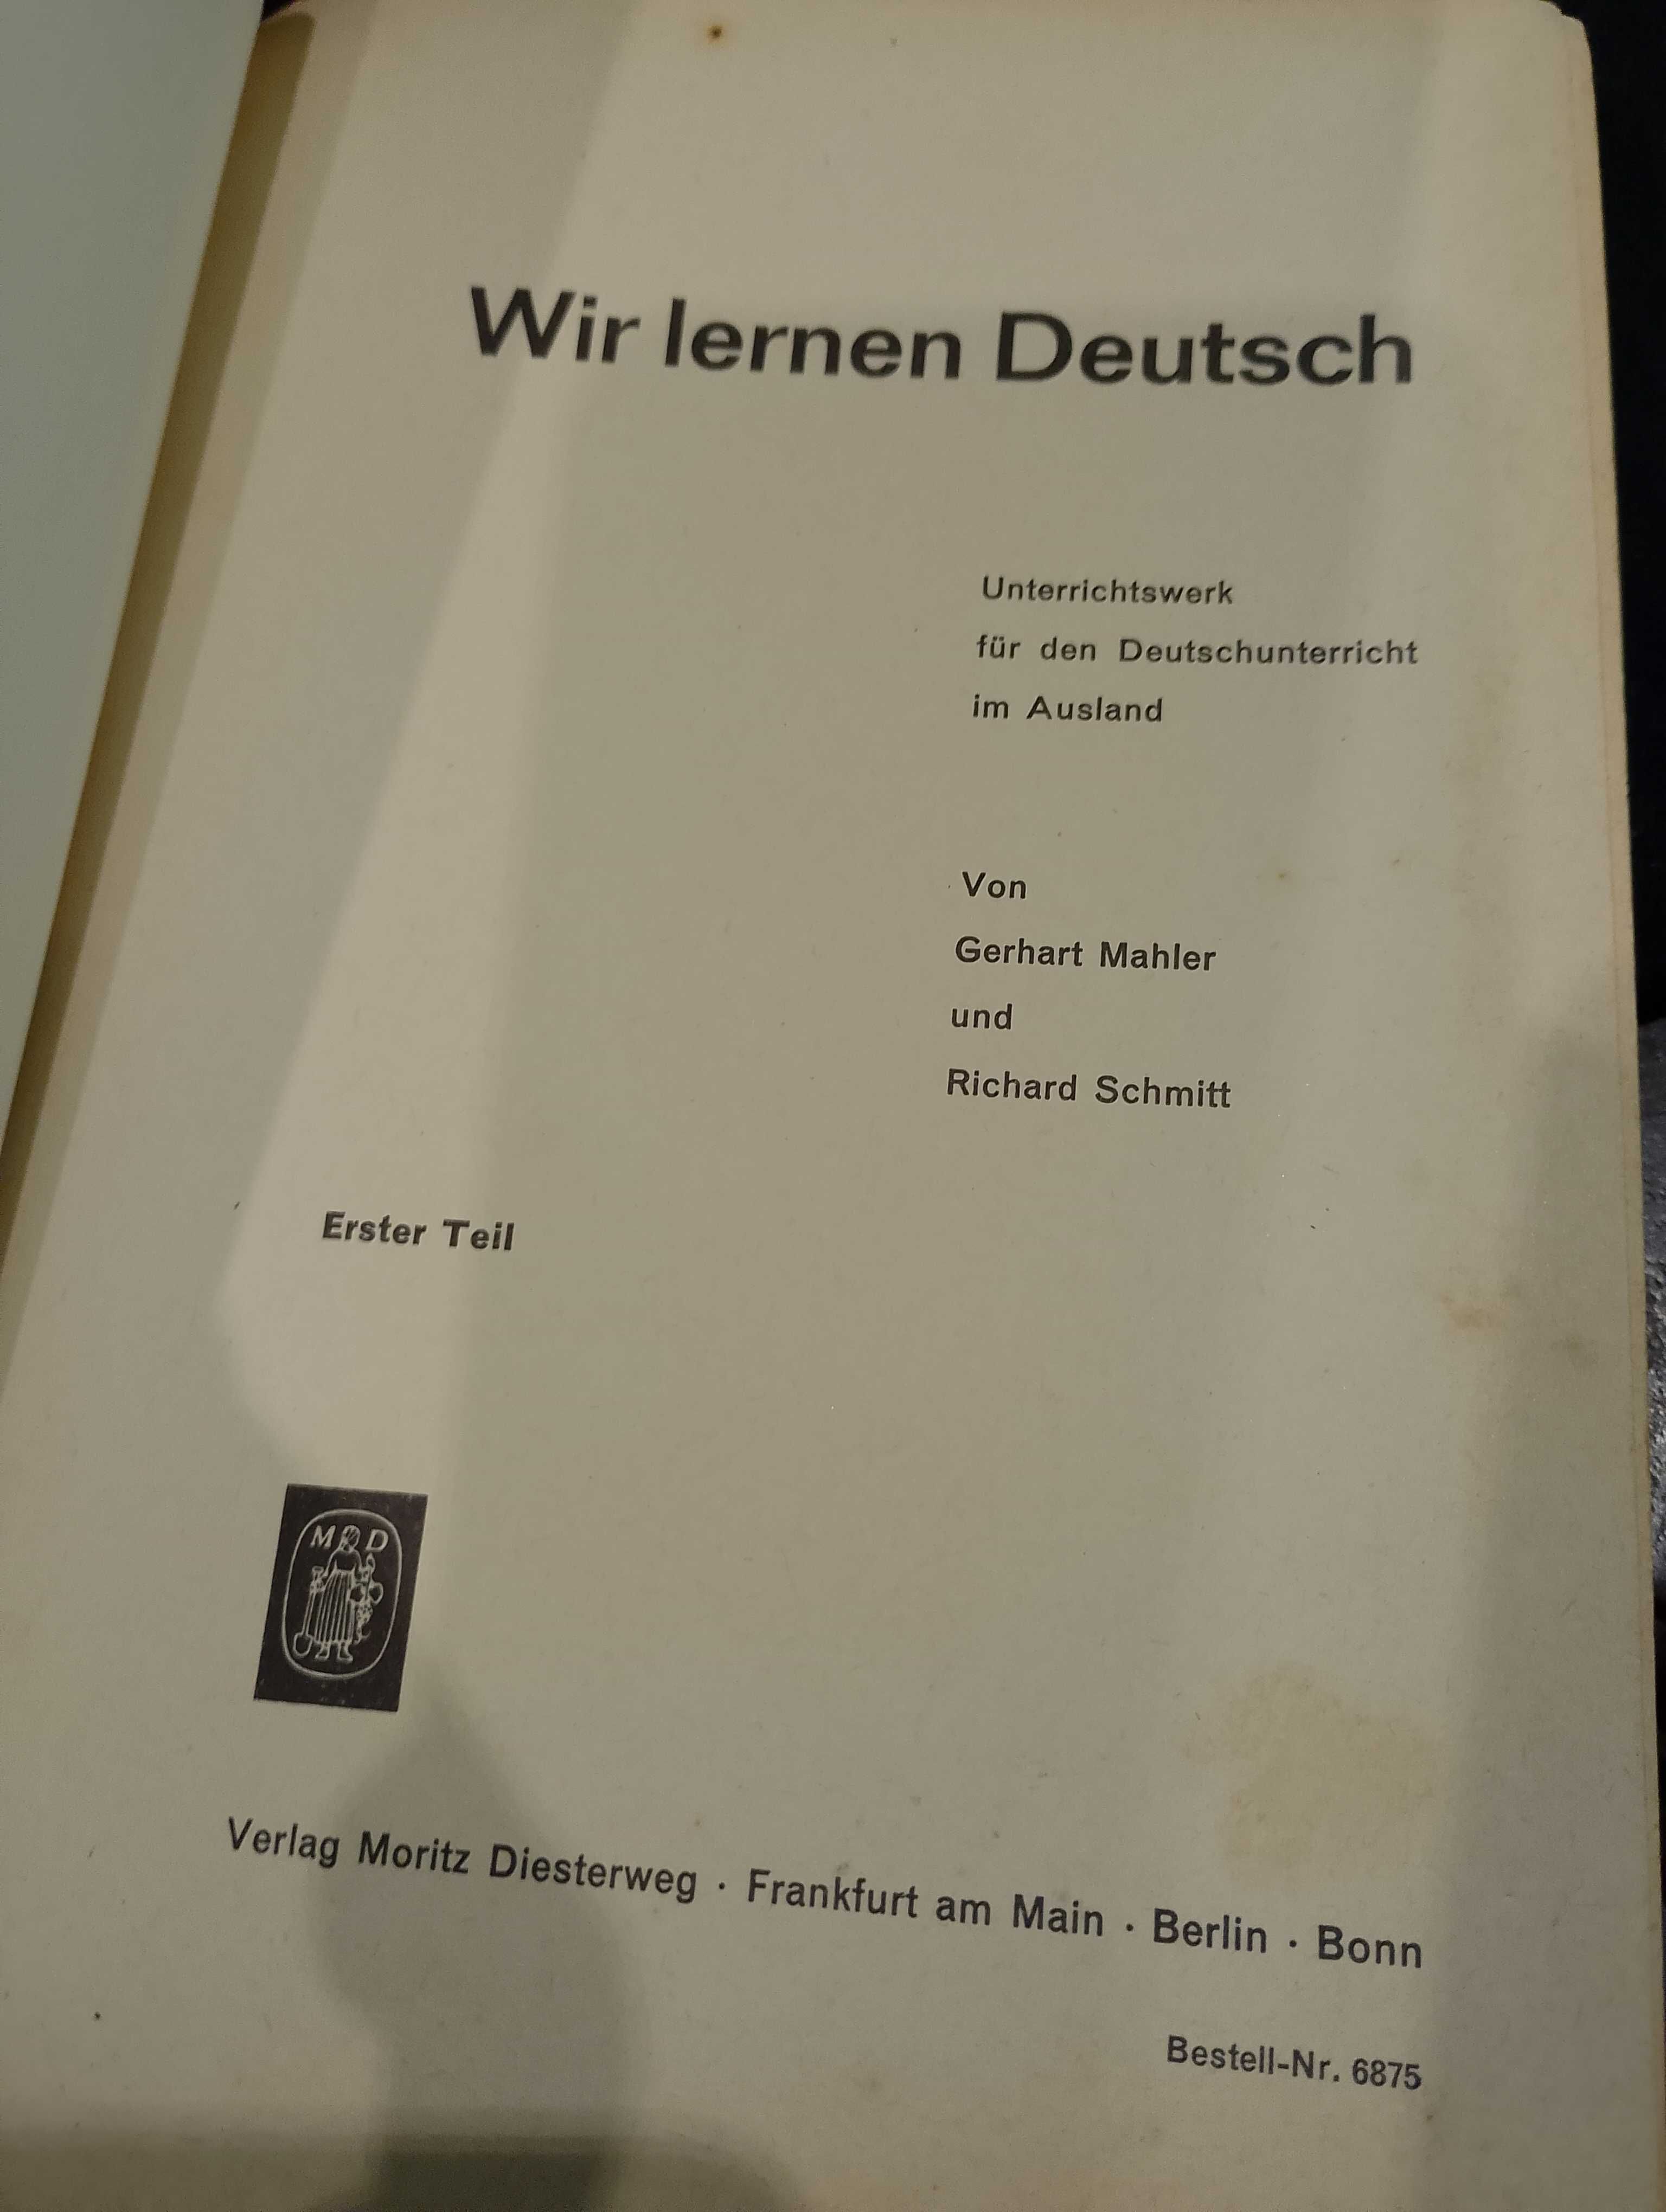 Wir lernen Deutsch
Unterrichtswerk
für den Deutschunterricht
im Ausland
Von
Gerhart Mahler
und
Richard Schmitt
Erster Teil
M D
Verlag Moritz Diesterweg · Frankfurt am Main · Berlin · Bonn
Bestell-Nr. 6875